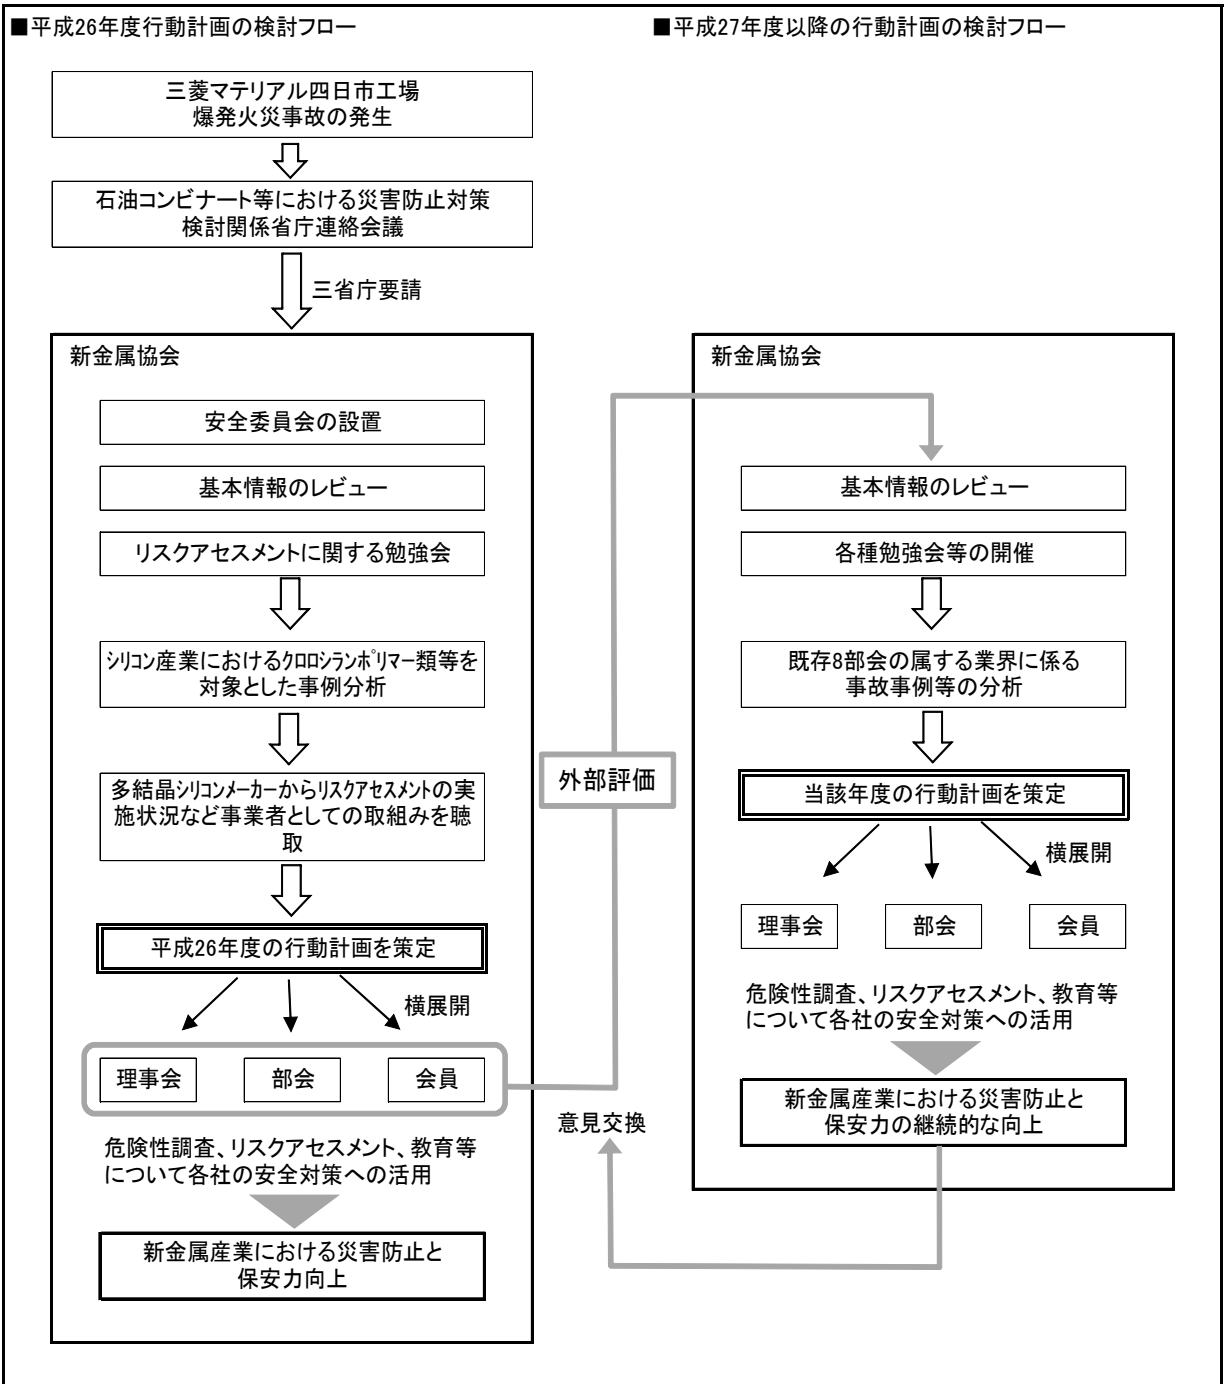 ■平成26年度行動計画の検討フロー
三菱マテリアル四日市工場
爆発火災事故の発生
石油コンビナート等における災害防止対策
検討関係省庁連絡会議
三省庁要請
新金属協会
安全委員会の設置
基本情報のレビュー
リスクアセスメントに関する勉強会
シリコン産業におけるクロロシランポリマー類等を
対象とした事例分析
多結晶シリコンメーカーからリスクアセスメントの実
施状況など事業者としての取組みを聴
取
平成26年度の行動計画を策定
横展開
理事会
部会
会員
危険性調査、リスクアセスメント、教育等
について各社の安全対策への活用
新金属産業における災害防止と
保安力向上
外部評価
意見交換
■平成27年度以降の行動計画の検討フロー
新金属協会
基本情報のレビュー
各種勉強会等の開催
既存8部会の属する業界に係る
事故事例等の分析
当該年度の行動計画を策定
横展開
理事会
部会
会員
危険性調査、リスクアセスメント、教育等
について各社の安全対策への活用
新金属産業における災害防止と
保安力の継続的な向上